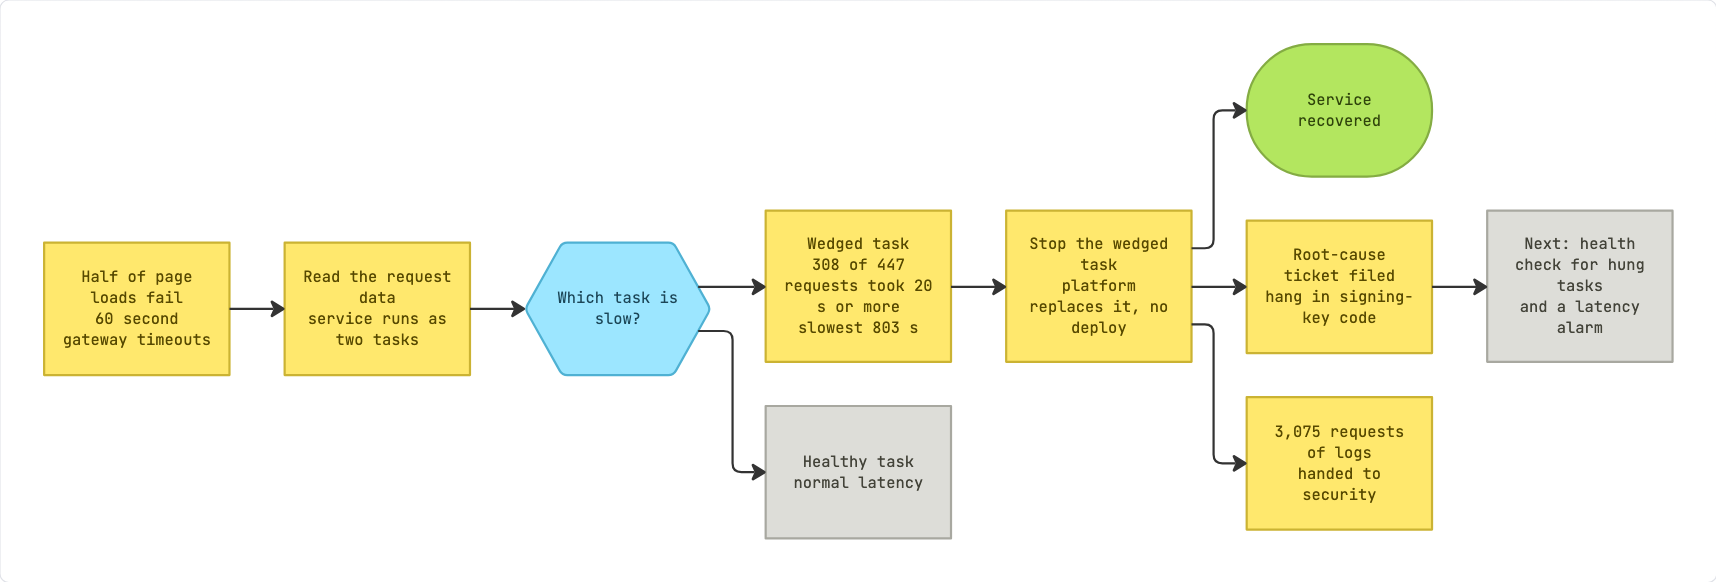 Half of page
loads fail
60 second
gateway timeouts
Read the request
data
service runs as
two tasks
Which task is
slow?
Wedged task
308 of 447
requests took 20
s or more
slowest 803 s
Healthy task
normal latency
Stop the wedged
task
platform
replaces it, no
deploy
Service
recovered
Root-cause
ticket filed
hang in signing-
key code
3,075 requests
of logs
handed to
security
Next: health
check for hung
tasks
and a latency
alarm